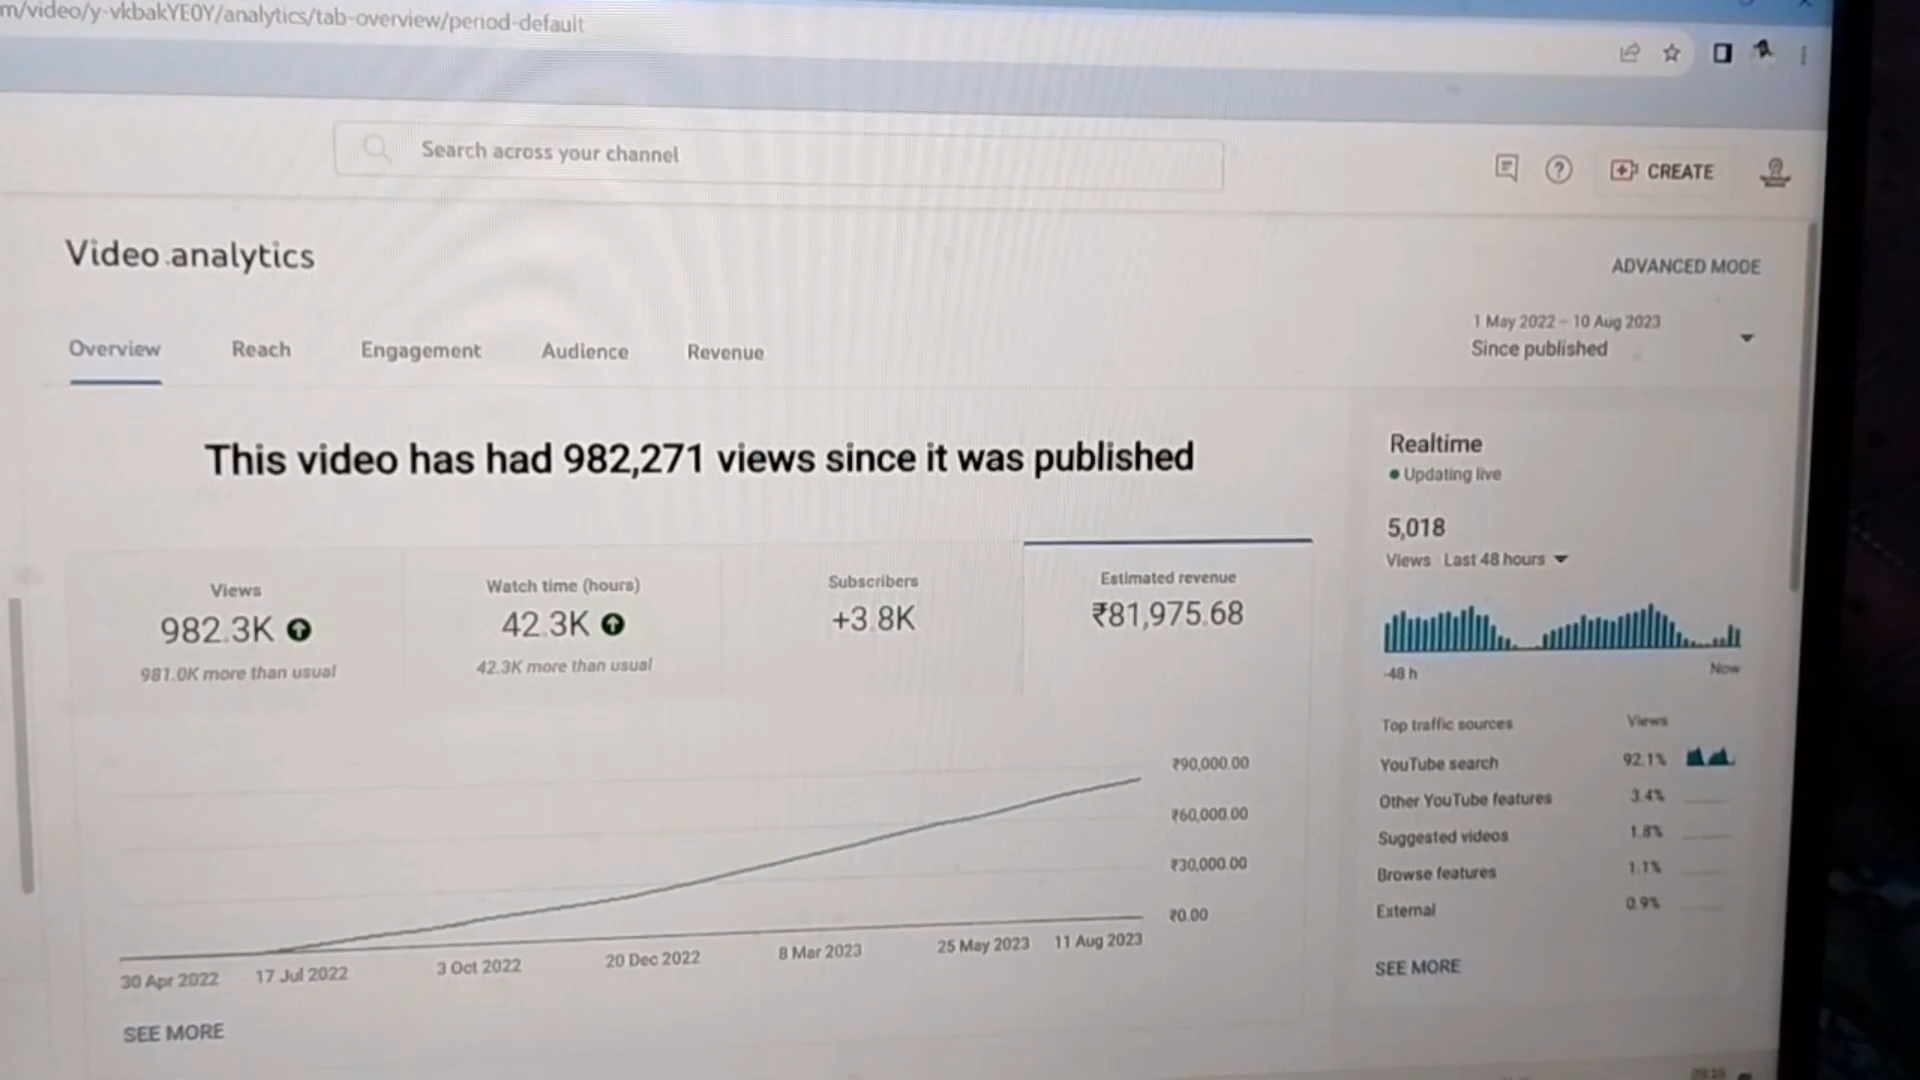 m/video/y-vkbakYE0Y/analytics/tab-overview/period-default
Search across your channel
CREATE
Video analytics
ADVANCED MODE
1 May 2022 – 10 Aug 2023
Since published
Overview
Reach
Engagement
Audience
Revenue
This video has had 982,271 views since it was published
Views
982.3K
981.0K more than usual
Watch time (hours)
42.3K
42.3K more than usual
Subscribers
+3.8K
Estimated revenue
₹81,975.68
₹90,000.00
₹60,000.00
₹30,000.00
₹0.00
30 Apr 2022
17 Jul 2022
3 Oct 2022
20 Dec 2022
8 Mar 2023
25 May 2023
11 Aug 2023
SEE MORE
Realtime
Updating live
5,018
Views · Last 48 hours
-48 h
Now
Top traffic sources
Views
YouTube search
92.1%
Other YouTube features
3.4%
Suggested videos
1.8%
Browse features
1.1%
External
0.9%
SEE MORE